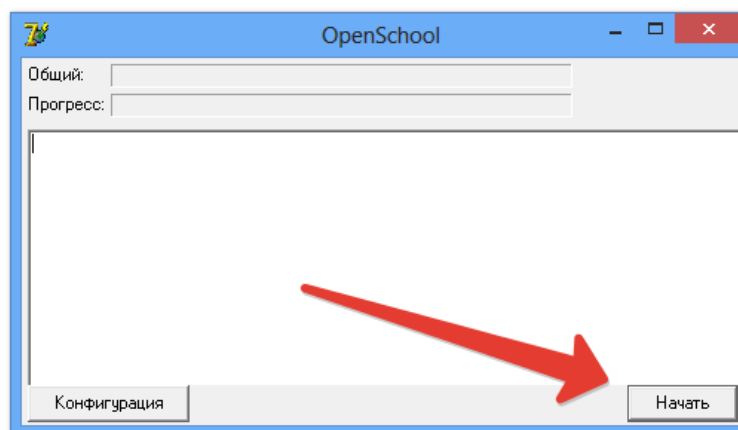 OpenSchool
Общий:
Прогресс:
Конфигурация
Начать